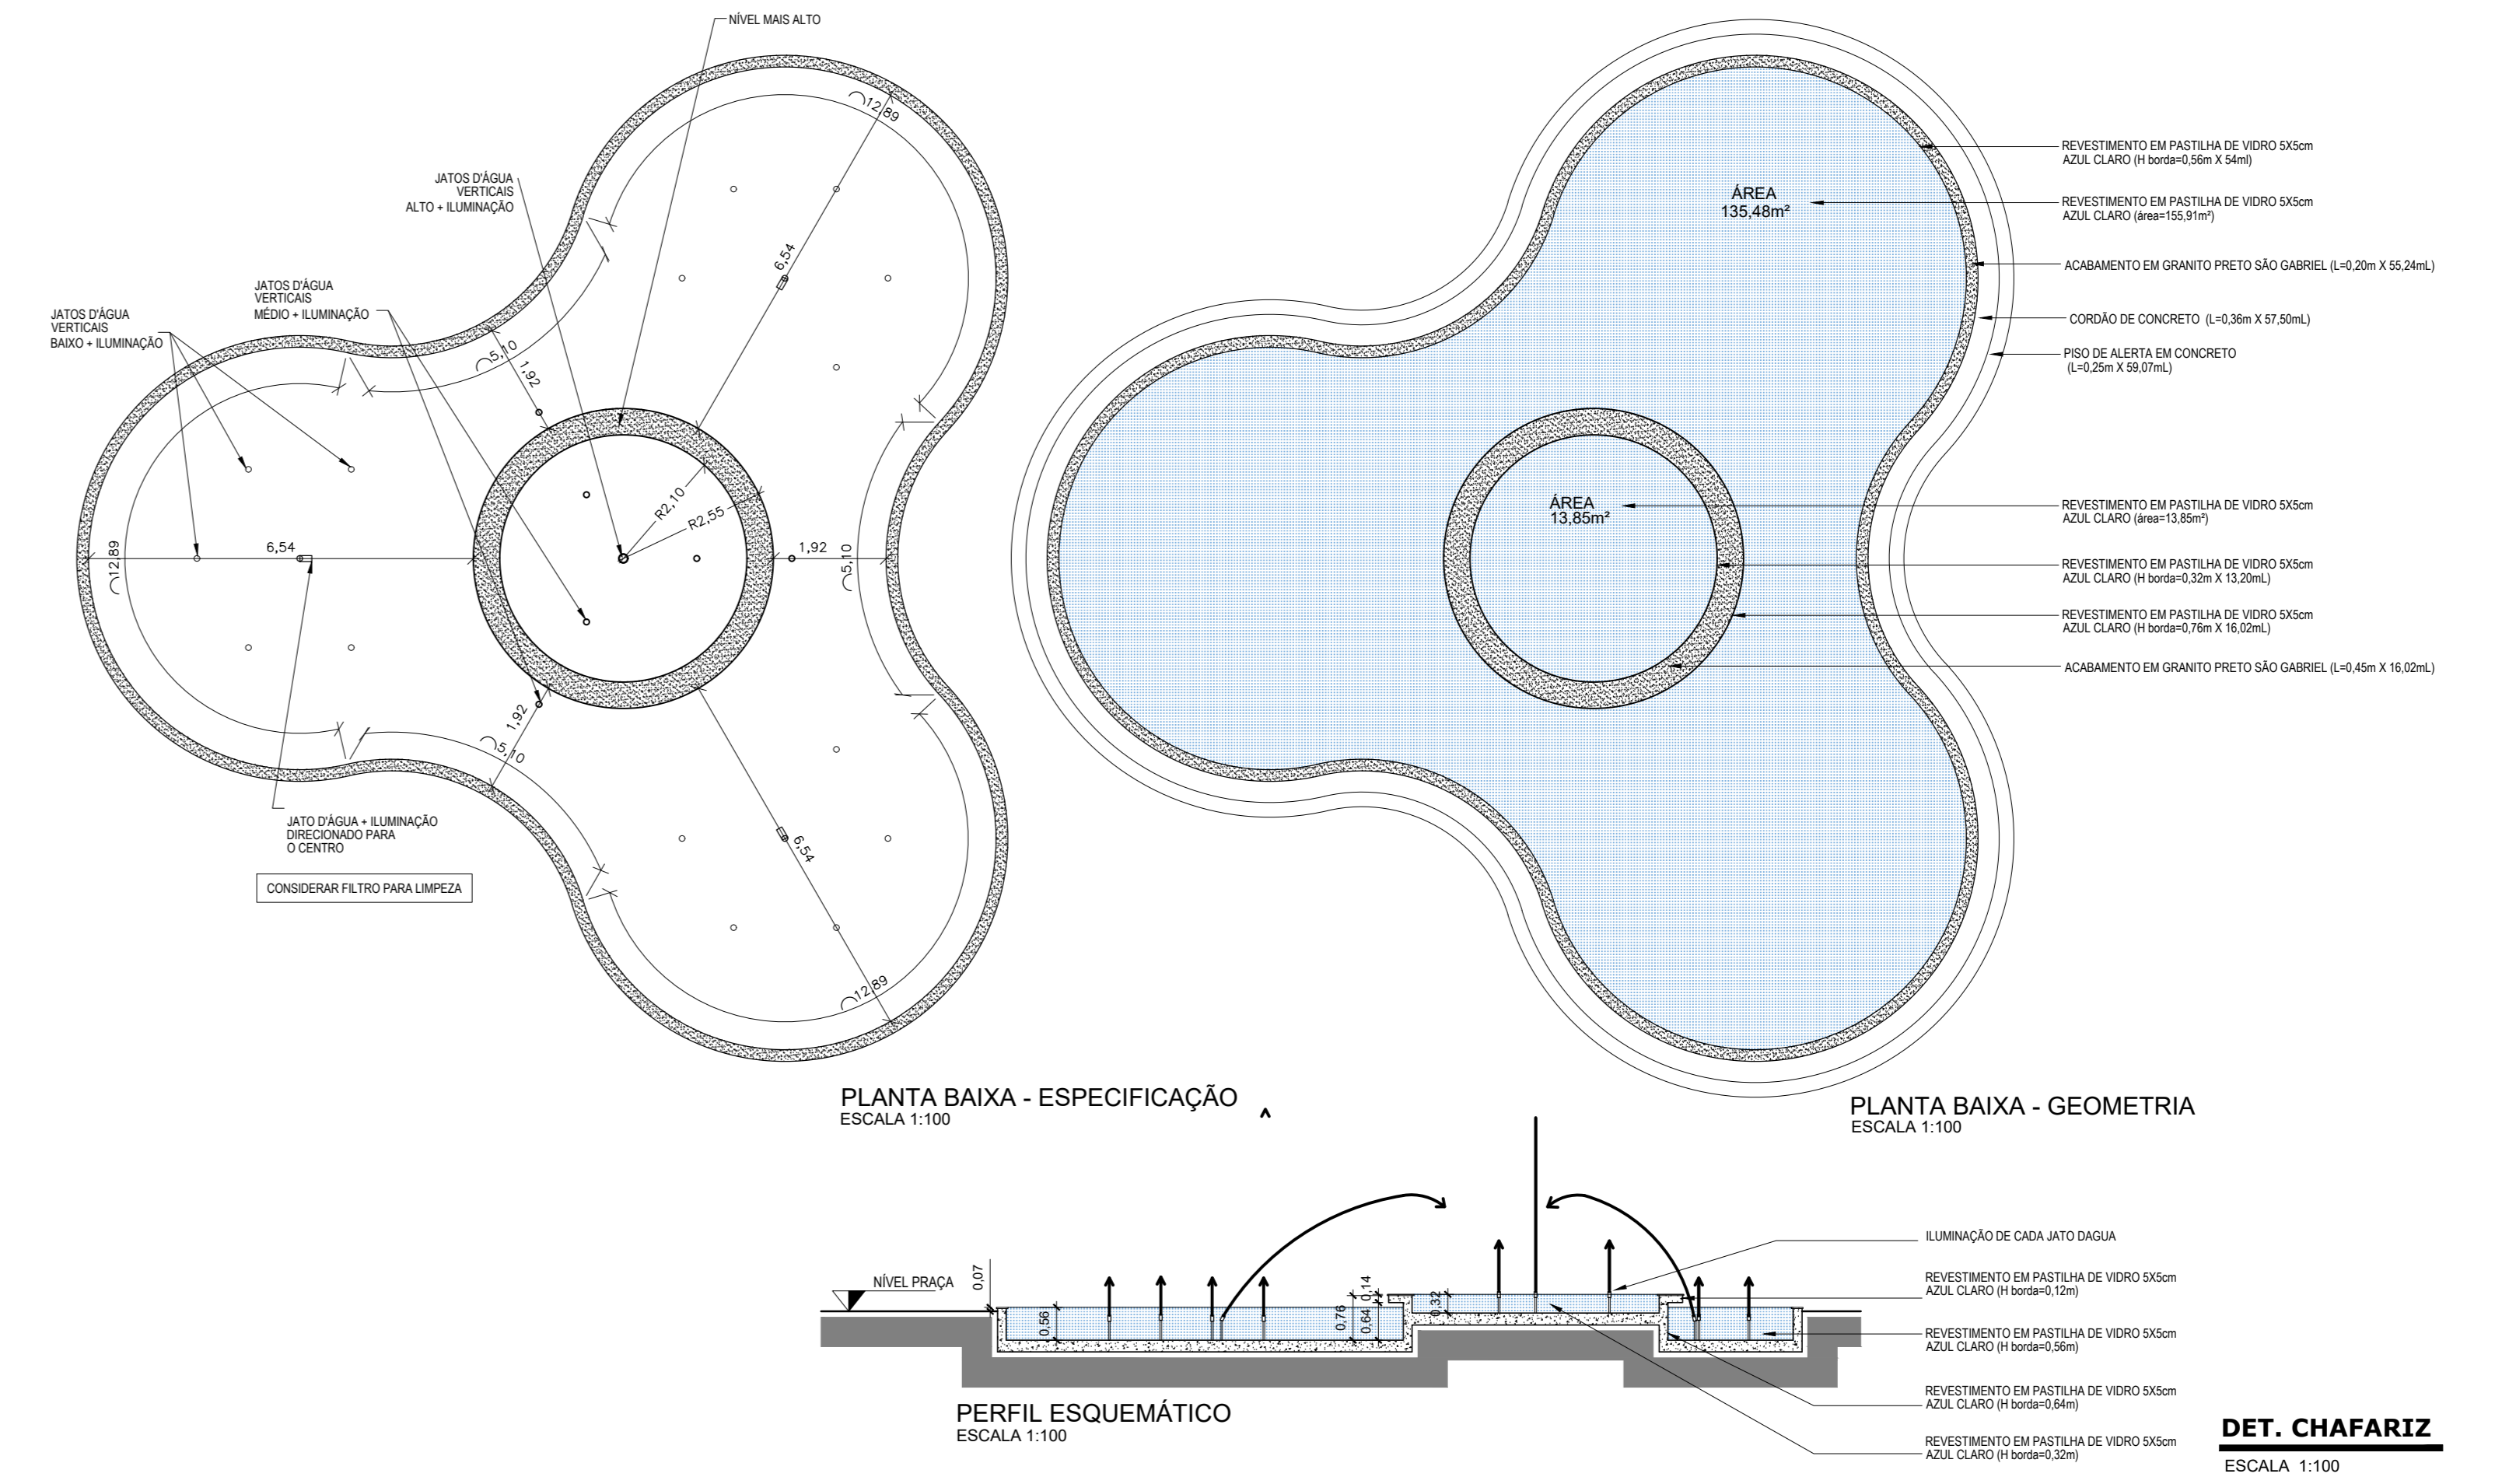 NÍVEL MAIS ALTO
12,89
JATOS D'ÁGUA
VERTICAIS
ALTO + ILUMINAÇÃO
6,54
JATOS D'ÁGUA
VERTICAIS
MÉDIO + ILUMINAÇÃO
JATOS D'ÁGUA
VERTICAIS
BAIXO + ILUMINAÇÃO
5,10
1,92
R2,10
R2,55
12,89
6,54
1,92
5,10
1,92
5,10
6,54
12,89
JATO D'ÁGUA + ILUMINAÇÃO
DIRECIONADO PARA
O CENTRO
CONSIDERAR FILTRO PARA LIMPEZA
PLANTA BAIXA - ESPECIFICAÇÃO
ESCALA 1:100
ÁREA
135,48m²
ÁREA
13,85m²
REVESTIMENTO EM PASTILHA DE VIDRO 5X5cm
AZUL CLARO (H borda=0,56m X 54ml)
REVESTIMENTO EM PASTILHA DE VIDRO 5X5cm
AZUL CLARO (área=155,91m²)
ACABAMENTO EM GRANITO PRETO SÃO GABRIEL (L=0,20m X 55,24mL)
CORDÃO DE CONCRETO (L=0,36m X 57,50mL)
PISO DE ALERTA EM CONCRETO
(L=0,25m X 59,07mL)
REVESTIMENTO EM PASTILHA DE VIDRO 5X5cm
AZUL CLARO (área=13,85m²)
REVESTIMENTO EM PASTILHA DE VIDRO 5X5cm
AZUL CLARO (H borda=0,32m X 13,20mL)
REVESTIMENTO EM PASTILHA DE VIDRO 5X5cm
AZUL CLARO (H borda=0,76m X 16,02mL)
ACABAMENTO EM GRANITO PRETO SÃO GABRIEL (L=0,45m X 16,02mL)
PLANTA BAIXA - GEOMETRIA
ESCALA 1:100
NÍVEL PRAÇA
0,07
0,56
0,76
0,64
0,14
0,32
ILUMINAÇÃO DE CADA JATO DAGUA
REVESTIMENTO EM PASTILHA DE VIDRO 5X5cm
AZUL CLARO (H borda=0,12m)
REVESTIMENTO EM PASTILHA DE VIDRO 5X5cm
AZUL CLARO (H borda=0,56m)
REVESTIMENTO EM PASTILHA DE VIDRO 5X5cm
AZUL CLARO (H borda=0,64m)
REVESTIMENTO EM PASTILHA DE VIDRO 5X5cm
AZUL CLARO (H borda=0,32m)
PERFIL ESQUEMÁTICO
ESCALA 1:100
DET. CHAFARIZ
ESCALA 1:100